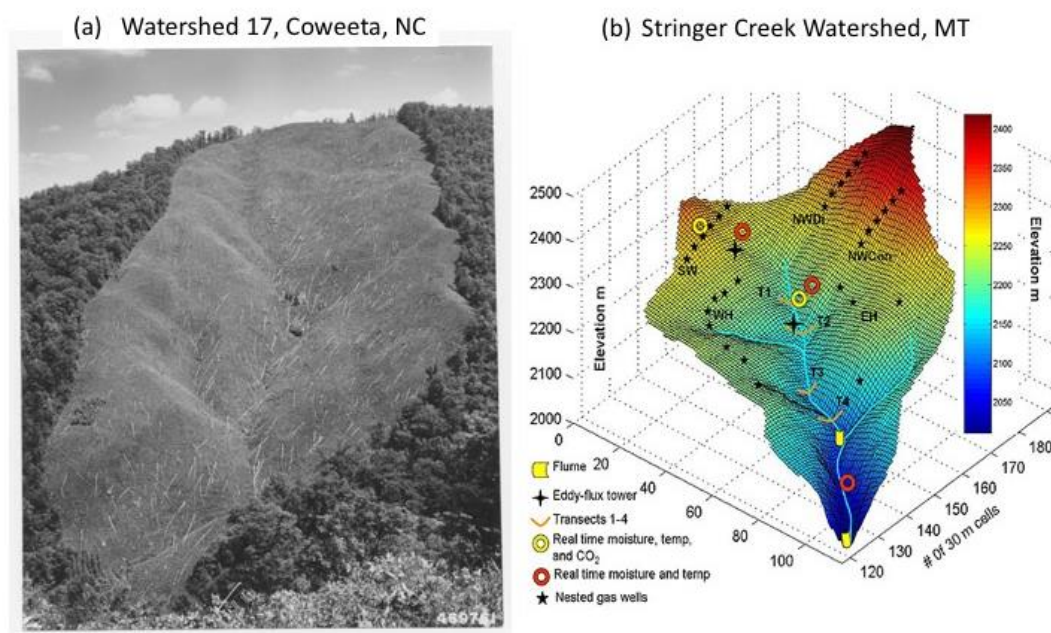 (a) Watershed 17, Coweeta, NC
(b) Stringer Creek Watershed, MT
2500
2400
2300
2200
2100
2000
Elevation m
0
20
40
60
80
100
120
130
140
150
160
170
180
# 0f 30 m cells
2400
2350
2300
2250
2200
2150
2100
2050
Elevation m
NWDi
NWCon
SW
T1
WH
T2
EH
T3
T4
Flume
Eddy-flux tower
Transects 1-4
Real time moisture, temp,
and CO2
Real time moisture and temp
Nested gas wells